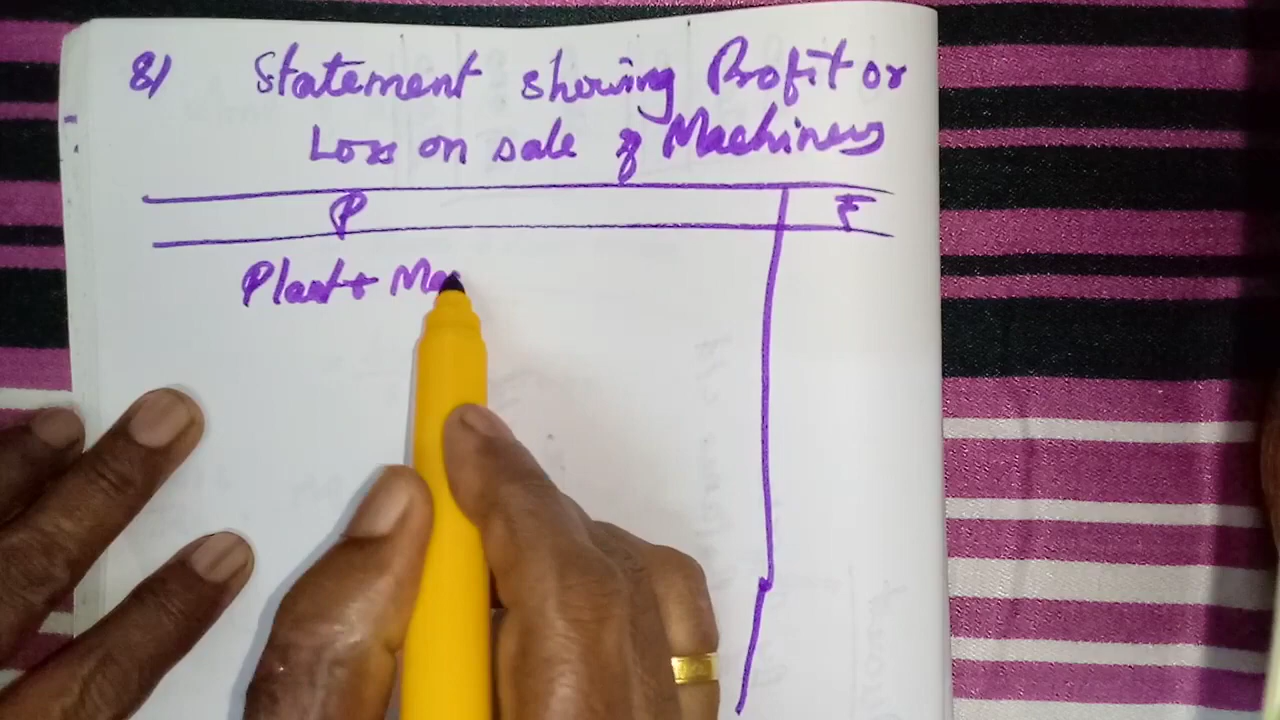 8) Statement showing Profit or
Loss on sale of Machinery
P ₹
Plant + Ma